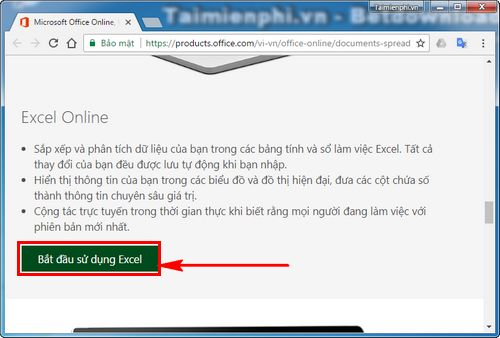 Taimienphi.vn - Betdownload
Taimienphi.vn
Microsoft Office Online,
Bảo mật
https://products.office.com/vi-vn/office-online/documents-spread
Excel Online
Sắp xếp và phân tích dữ liệu của bạn trong các bảng tính và sổ làm việc Excel. Tất cả
thay đổi của bạn đều được lưu tự động khi bạn nhập.
Hiển thị thông tin của bạn trong các biểu đồ và đồ thị hiện đại, đưa các cột chứa số
thành thông tin chuyên sâu giá trị.
Cộng tác trực tuyến trong thời gian thực khi biết rằng mọi người đang làm việc với
phiên bản mới nhất.
Bắt đầu sử dụng Excel